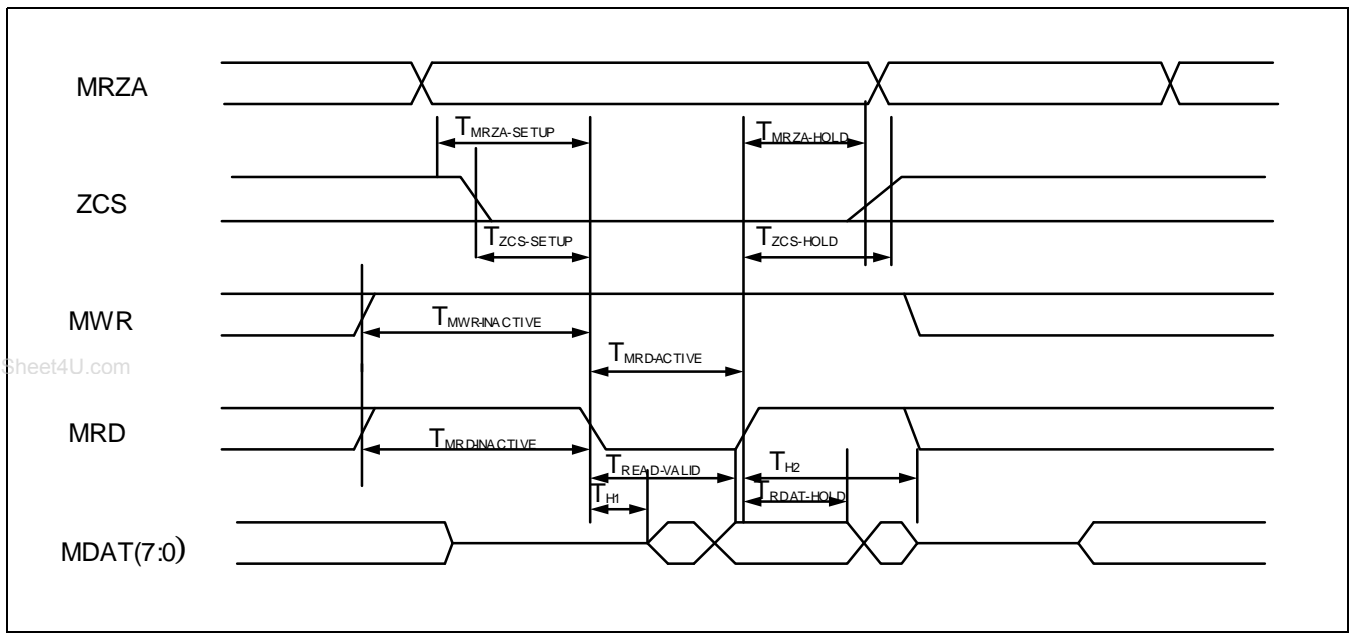 MRZA
TMRZA-SETUP
TMRZA-HOLD
ZCS
TZCS-SETUP
TZCS-HOLD
MWR
TMWR-INACTIVE
Sheet4U.com
TMRD-ACTIVE
MRD
TMRD-INACTIVE
TREAD-VALID
TH2
TH1
TRDAT-HOLD
MDAT(7:0)